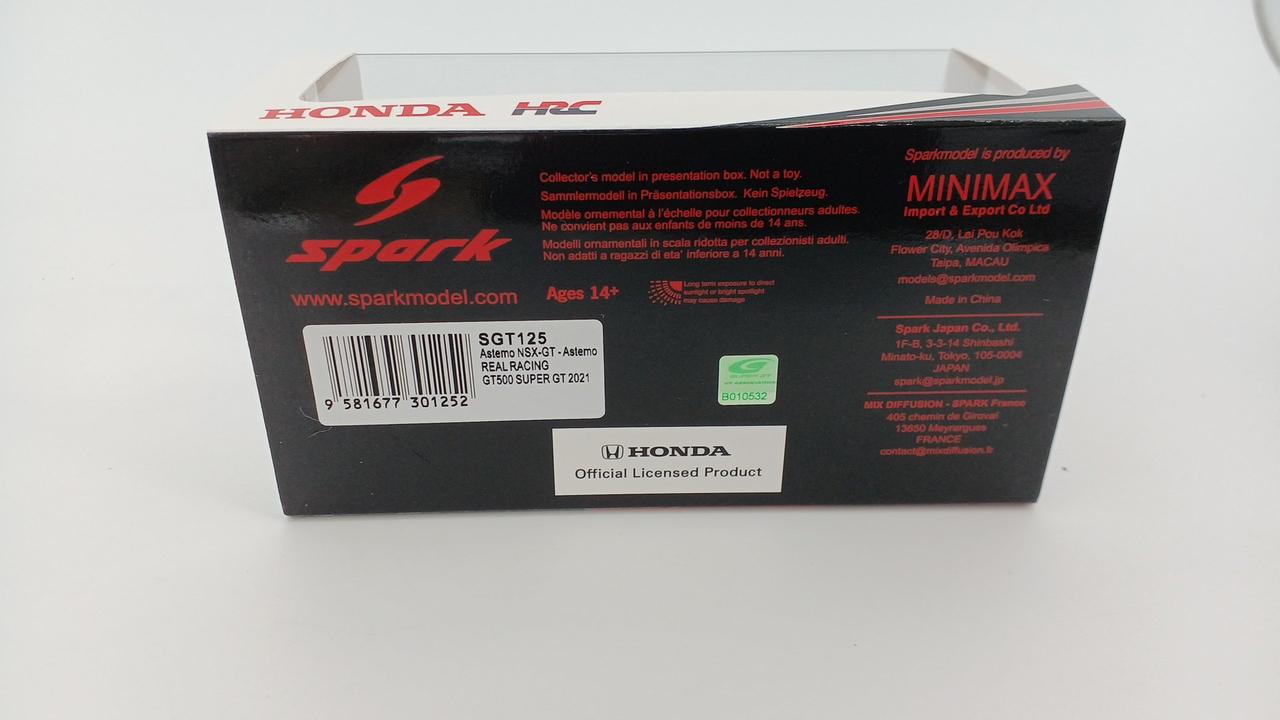 HONDA HRC
spark
www.sparkmodel.com
Collector's model in presentation box. Not a toy.
Sammlermodell in Präsentationsbox. Kein Spielzeug.
Modèle ornemental à l'échelle pour collectionneurs adultes.
Ne convient pas aux enfants de moins de 14 ans.
Modelli ornamentali in scala ridotta per collezionisti adulti.
Non adatti a ragazzi di eta' inferiore a 14 anni.
Ages 14+
Long term exposure to direct
sunlight or bright spotlight
may cause damage
SGT125
Astemo NSX-GT - Astemo
REAL RACING
GT500 SUPER GT 2021
9 581677 301252
SUPER GT
GT ASSOCIATION
B010532
HONDA
Official Licensed Product
Sparkmodel is produced by
MINIMAX
Import & Export Co Ltd
28/D, Lei Pou Kok
Flower City, Avenida Olimpica
Taipa, MACAU
models@sparkmodel.com
Made in China
Spark Japan Co., Ltd.
1F-B, 3-3-14 Shinbashi
Minato-ku, Tokyo, 105-0004
JAPAN
spark@sparkmodel.jp
MIX DIFFUSION - SPARK France
405 chemin de Giroval
13650 Meyrargues
FRANCE
contact@mixdiffusion.fr